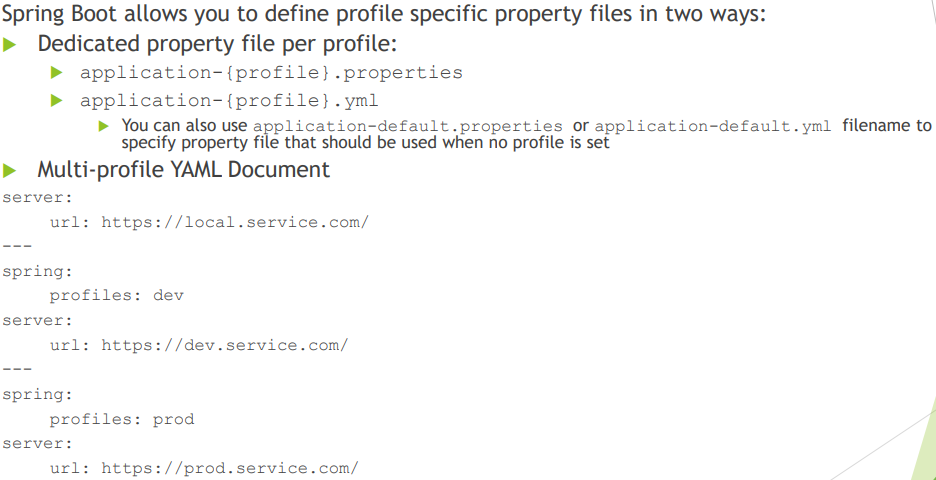 Spring Boot allows you to define profile specific property files in two ways:
Dedicated property file per profile:
application-{profile}.properties
application-{profile}.yml
You can also use application-default.properties or application-default.yml filename to
specify property file that should be used when no profile is set
Multi-profile YAML Document
server:
url: https://local.service.com/
---
spring:
profiles: dev
server:
url: https://dev.service.com/
---
spring:
profiles: prod
server:
url: https://prod.service.com/